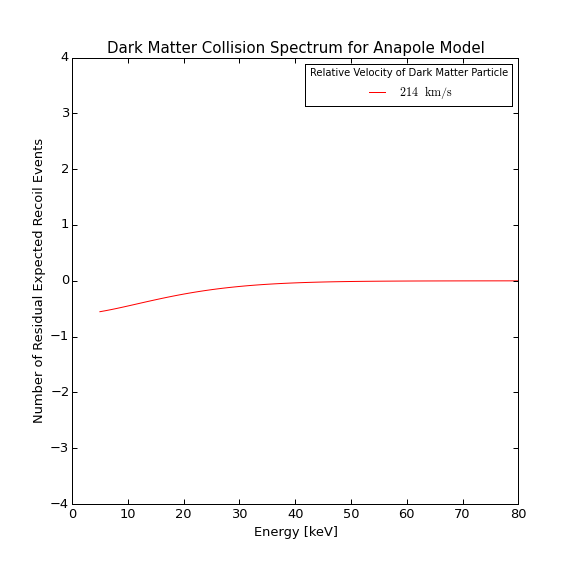 Dark Matter Collision Spectrum for Anapole Model
Relative Velocity of Dark Matter Particle
214 km/s
Number of Residual Expected Recoil Events
4
3
2
1
0
−1
−2
−3
−4
0 10 20 30 40 50 60 70 80
Energy [keV]